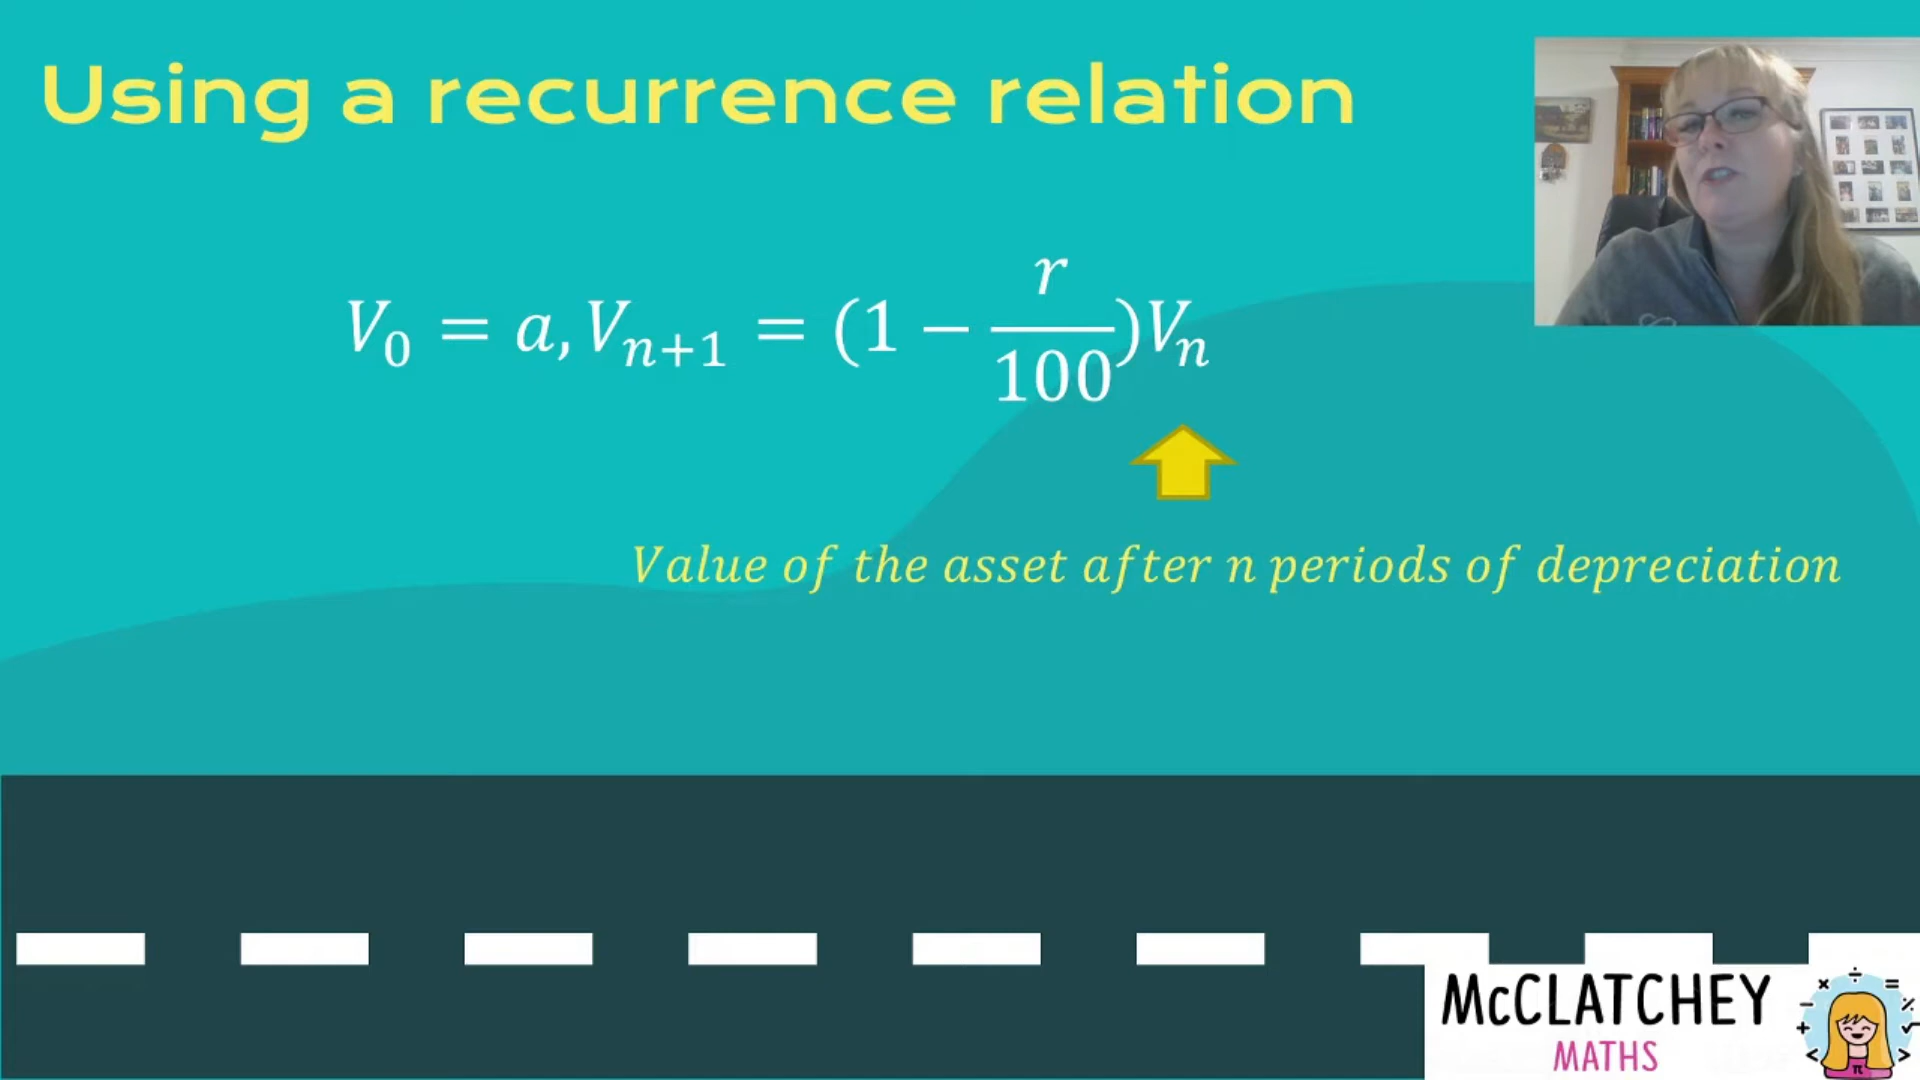 Using a recurrence relation
V₀ = a, Vₙ₊₁ = (1 − r/100)Vₙ
Value of the asset after n periods of depreciation
McCLATCHEY
MATHS